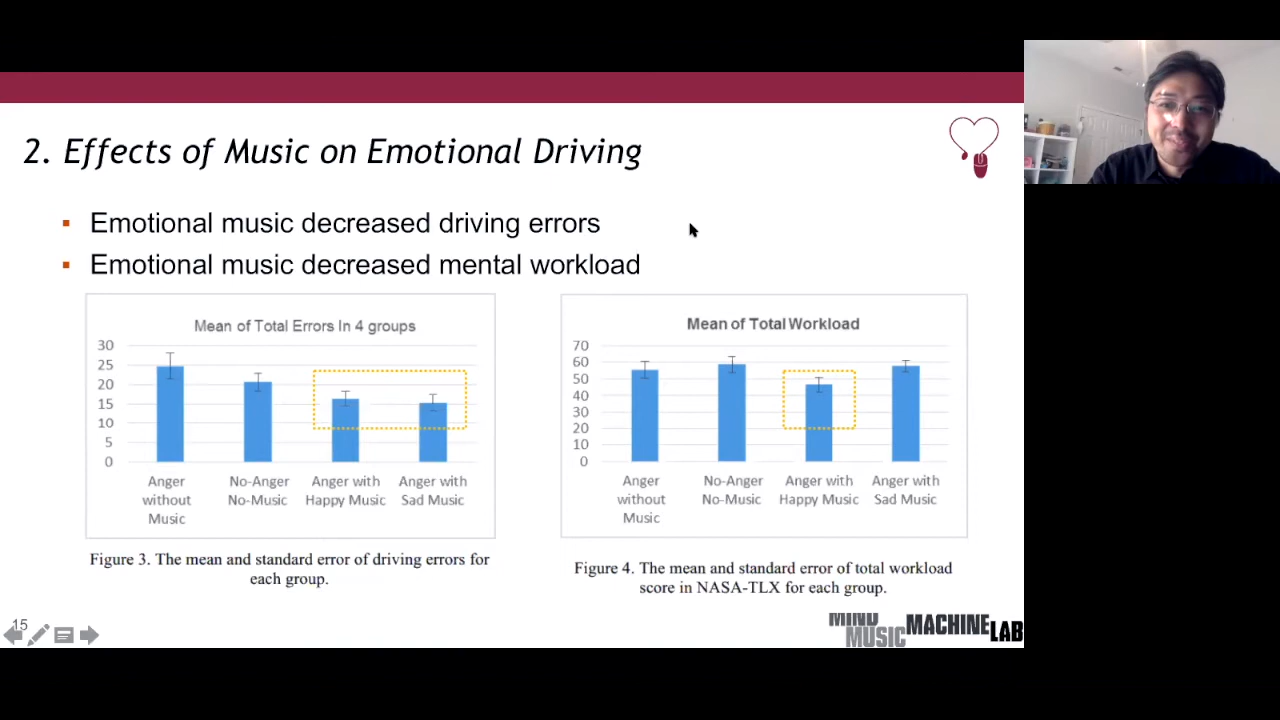 2. Effects of Music on Emotional Driving
Emotional music decreased driving errors
Emotional music decreased mental workload
Mean of Total Errors In 4 groups
30
25
20
15
10
5
0
Anger without Music
No-Anger No-Music
Anger with Happy Music
Anger with Sad Music
Figure 3. The mean and standard error of driving errors for
each group.
Mean of Total Workload
70
60
50
40
30
20
10
0
Anger without Music
No-Anger No-Music
Anger with Happy Music
Anger with Sad Music
Figure 4. The mean and standard error of total workload
score in NASA-TLX for each group.
15
MIND MUSIC MACHINE LAB